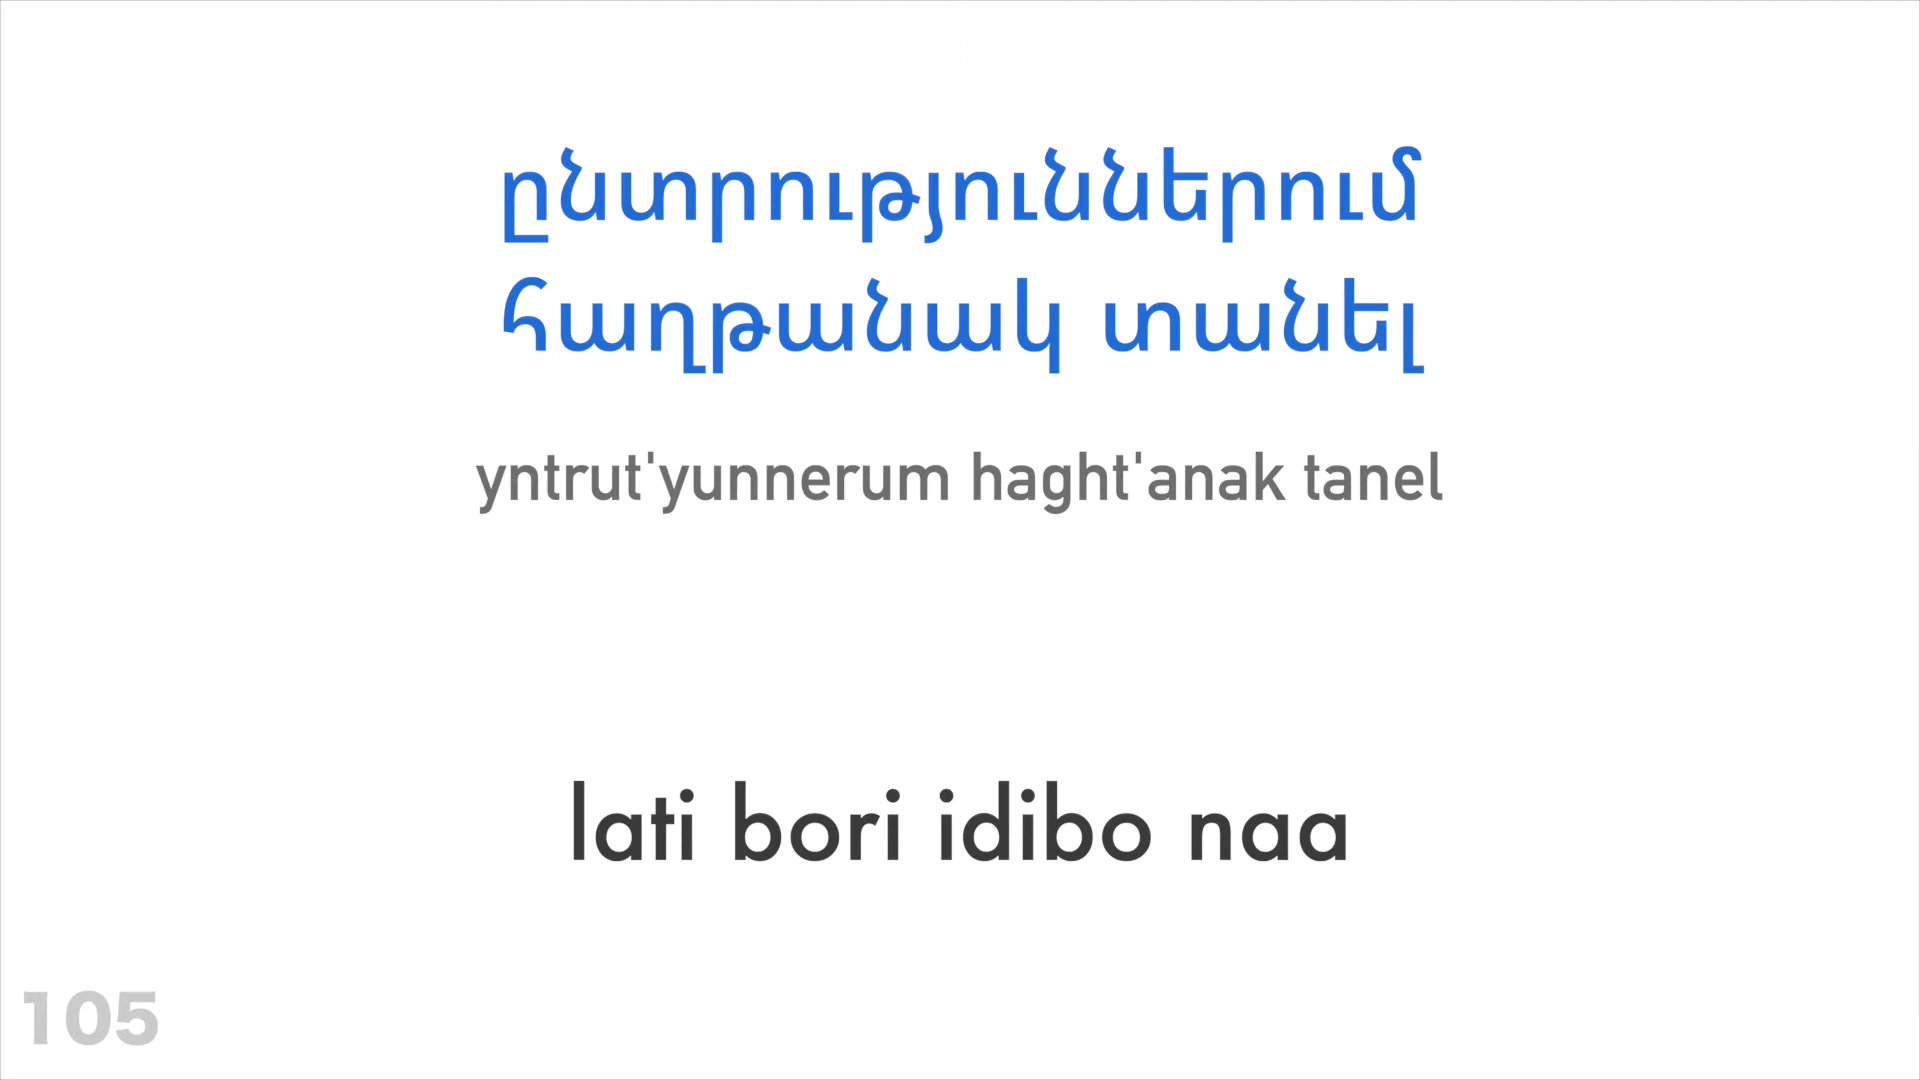 ընտրություններում
հաղթանակ տանել
yntrut'yunnerum haght'anak tanel
lati bori idibo naa
105